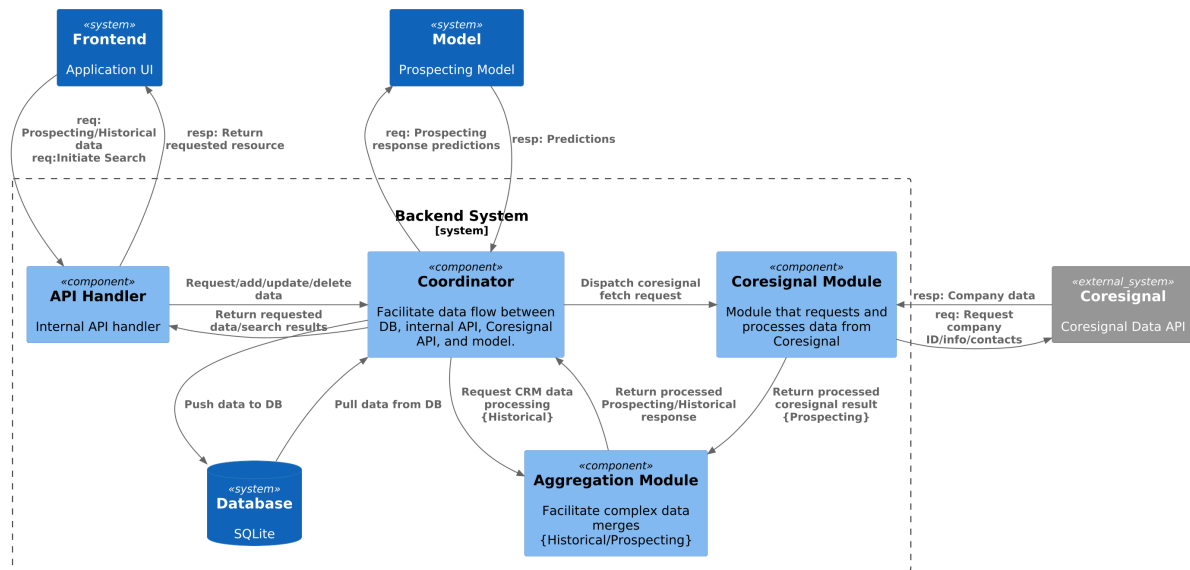 «system»
Frontend
Application UI
«system»
Model
Prospecting Model
req:
Prospecting/Historical
data
req:Initiate Search
resp: Return
requested resource
req: Prospecting
response predictions
resp: Predictions
Backend System
[system]
«component»
API Handler
Internal API handler
Request/add/update/delete
data
Return requested
data/search results
«component»
Coordinator
Facilitate data flow between
DB, internal API, Coresignal
API, and model.
Dispatch coresignal
fetch request
«component»
Coresignal Module
Module that requests and
processes data from
Coresignal
resp: Company data
req: Request
company
ID/info/contacts
«external_system»
Coresignal
Coresignal Data API
Push data to DB
Pull data from DB
Request CRM data
processing
{Historical}
Return processed
Prospecting/Historical
response
Return processed
coresignal result
{Prospecting}
«system»
Database
SQLite
«component»
Aggregation Module
Facilitate complex data
merges
{Historical/Prospecting}